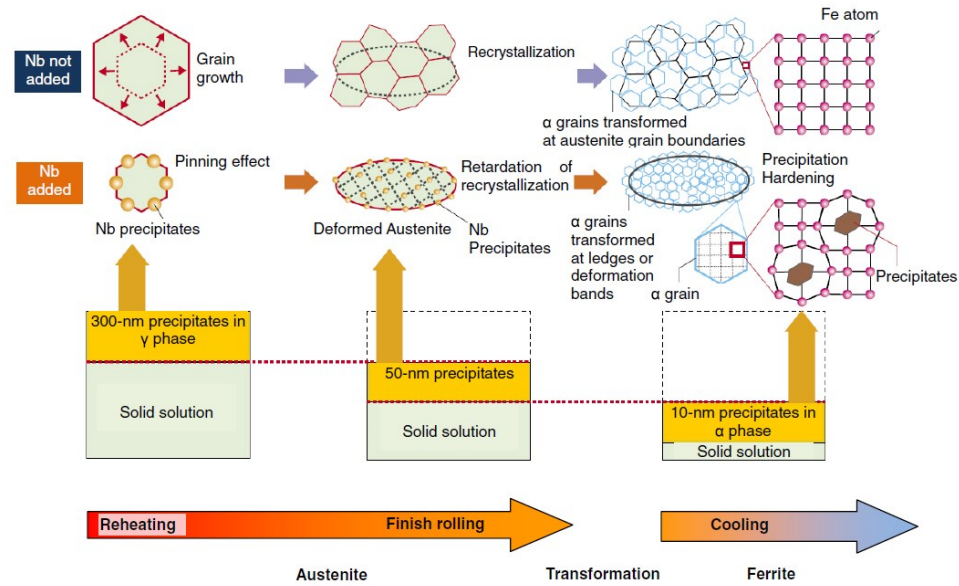 Nb not
added
Grain
growth
Recrystallization
Fe atom
α grains transformed
at austenite grain boundaries
Nb
added
Pinning effect
Nb precipitates
Retardation of
recrystallization
Deformed Austenite
Nb
Precipitates
Precipitation
Hardening
α grains
transformed
at ledges or
deformation
bands
α grain
Precipitates
300-nm precipitates in
γ phase
Solid solution
50-nm precipitates
Solid solution
10-nm precipitates in
α phase
Solid solution
Reheating
Finish rolling
Cooling
Austenite
Transformation
Ferrite